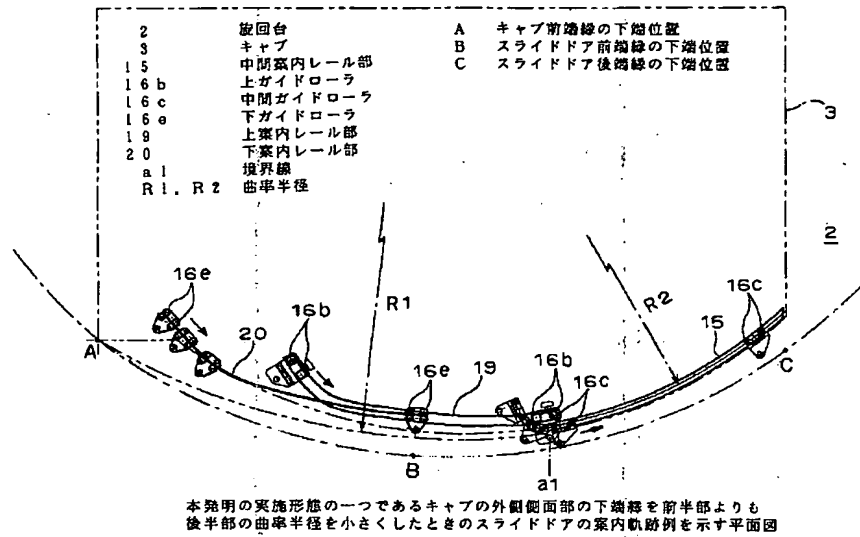 2 旋回台
3 キャブ
15 中間案内レール部
16b 上ガイドローラ
16c 中間ガイドローラ
16e 下ガイドローラ
19 上案内レール部
20 下案内レール部
a1 境界線
R1, R2 曲率半径
A キャブ前端縁の下端位置
B スライドドア前端縁の下端位置
C スライドドア後端縁の下端位置
3
2
16e
16b
R1
R2
16c
15
A
20
16e
19
16b
16c
C
B
a1
本発明の実施形態の一つであるキャブの外側側面部の下端縁を前半部よりも
後半部の曲率半径を小さくしたときのスライドドアの案内軌跡例を示す平面図